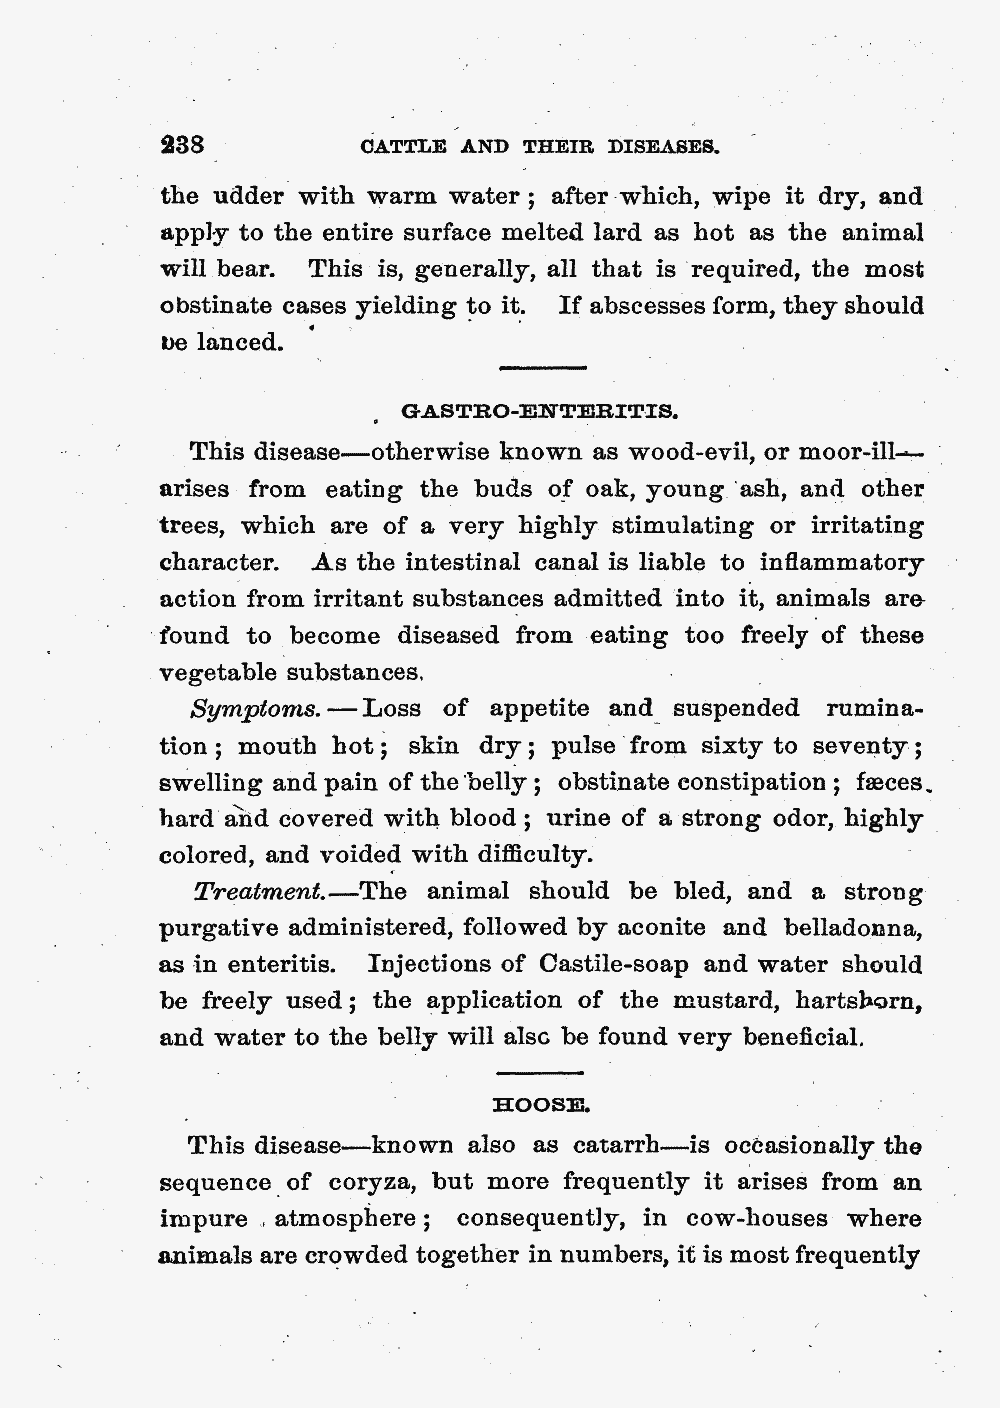 238 CATTLE AND THEIR DISEASES.
the udder with warm water ; after which, wipe it dry, and
apply to the entire surface melted lard as hot as the animal
will bear. This is, generally, all that is required, the most
obstinate cases yielding to it. If abscesses form, they should
be lanced.
GASTRO-ENTERITIS.
This disease—otherwise known as wood-evil, or moor-ill—
arises from eating the buds of oak, young ash, and other
trees, which are of a very highly stimulating or irritating
character. As the intestinal canal is liable to inflammatory
action from irritant substances admitted into it, animals are
found to become diseased from eating too freely of these
vegetable substances.
Symptoms.—Loss of appetite and suspended rumina-
tion ; mouth hot ; skin dry ; pulse from sixty to seventy ;
swelling and pain of the belly ; obstinate constipation ; fæces
hard and covered with blood ; urine of a strong odor, highly
colored, and voided with difficulty.
Treatment.—The animal should be bled, and a strong
purgative administered, followed by aconite and belladonna,
as in enteritis. Injections of Castile-soap and water should
be freely used ; the application of the mustard, hartshorn,
and water to the belly will also be found very beneficial.
HOOSE.
This disease—known also as catarrh—is occasionally the
sequence of coryza, but more frequently it arises from an
impure atmosphere ; consequently, in cow-houses where
animals are crowded together in numbers, it is most frequently